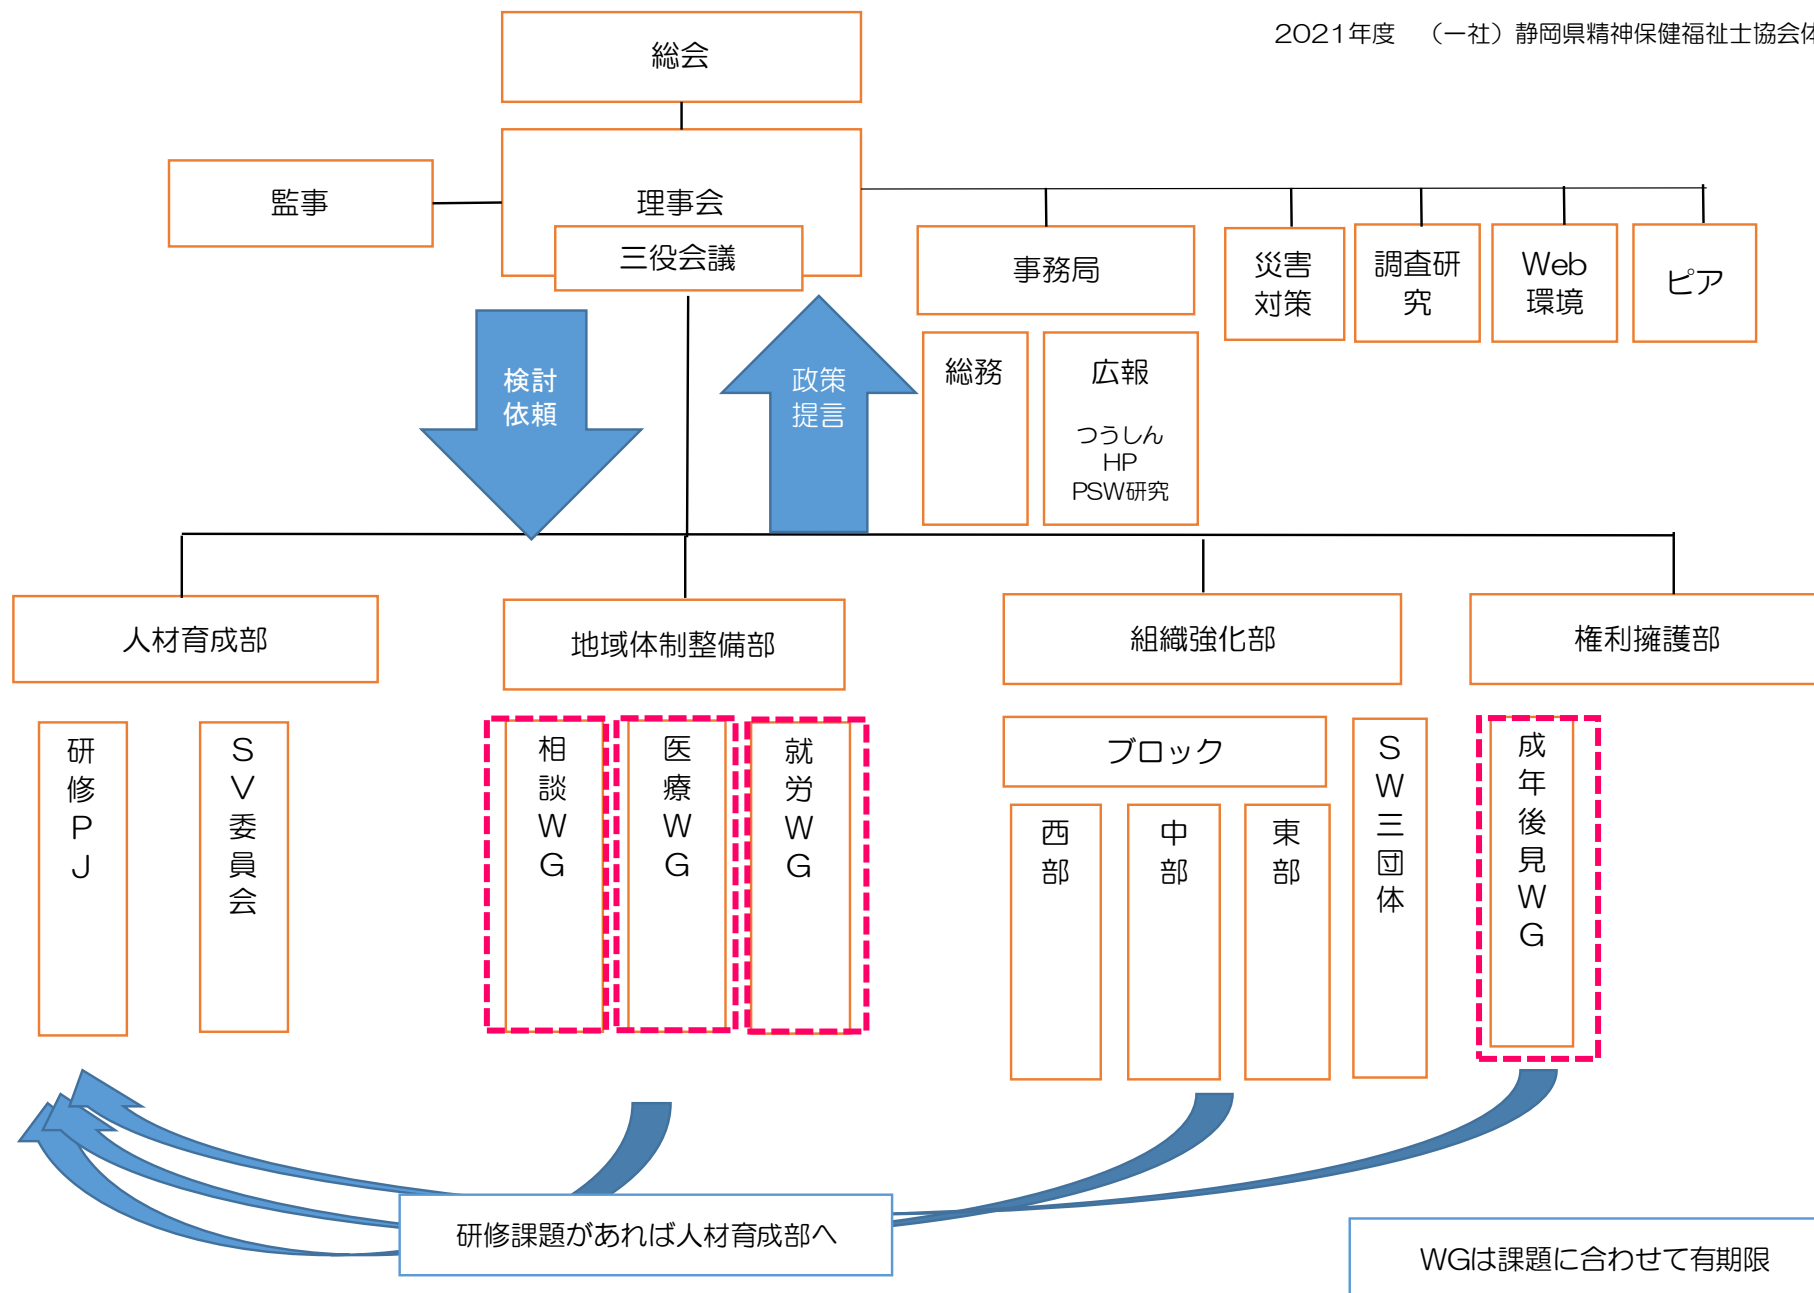 2021年度　（一社）静岡県精神保健福祉士協会体
総会
監事
理事会
三役会議
事務局
災害
対策
調査研
究
Web
環境
ピア
総務
広報
つうしん
HP
PSW研究
検討
依頼
政策
提言
人材育成部
地域体制整備部
組織強化部
権利擁護部
研修PJ
SV委員会
相談WG
医療WG
就労WG
ブロック
西部
中部
東部
SW三団体
成年後見WG
研修課題があれば人材育成部へ
WGは課題に合わせて有期限